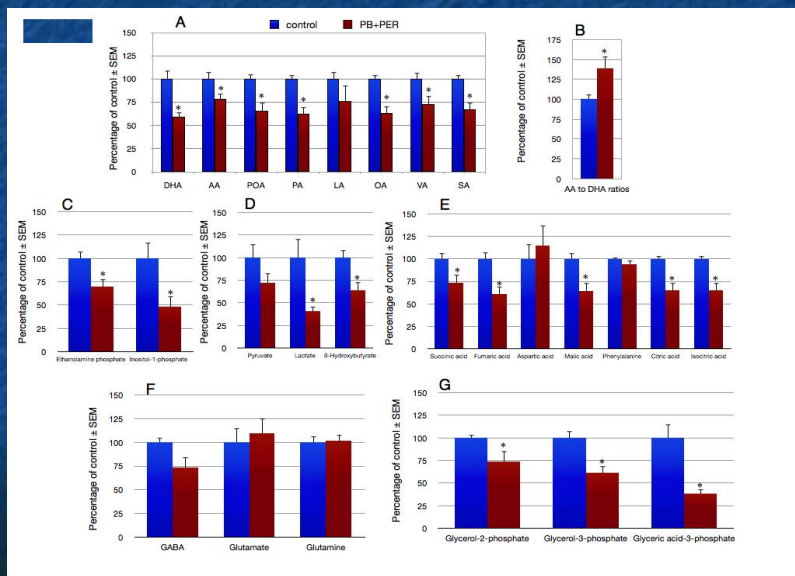 A
control PB+PER
Percentage of control ± SEM
150
125
100
75
50
25
0
* * * * * * *
DHA AA POA PA LA OA VA SA
B
Percentage of control ± SEM
175
150
125
100
75
50
25
0
*
AA to DHA ratios
C
Percentage of control ± SEM
150
125
100
75
50
25
0
* *
Ethanolamine phosphate Inositol-1-phosphate
D
Percentage of control ± SEM
150
125
100
75
50
25
0
* *
Pyruvate Lactate ß-Hydroxybutyrate
E
Percentage of control ± SEM
150
125
100
75
50
25
0
* * * * *
Succinic acid Fumaric acid Aspartic acid Malic acid Phenylalanine Citric acid Isocitric acid
F
Percentage of control ± SEM
150
125
100
75
50
25
0
GABA Glutamate Glutamine
G
Percentage of control ± SEM
150
125
100
75
50
25
0
* * *
Glycerol-2-phosphate Glycerol-3-phosphate Glyceric acid-3-phosphate